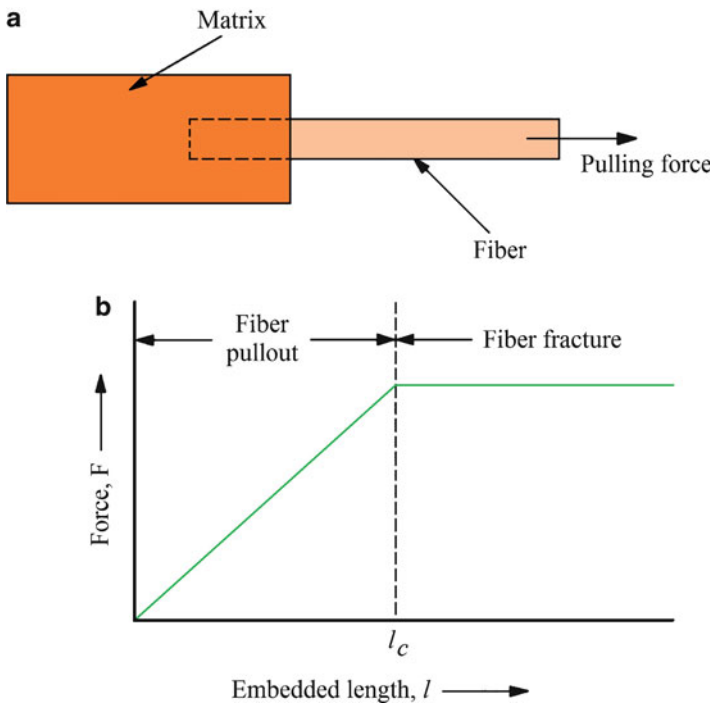 a
Matrix
Pulling force
Fiber
b
Fiber
pullout
Fiber fracture
Force, F
l_c
Embedded length, l